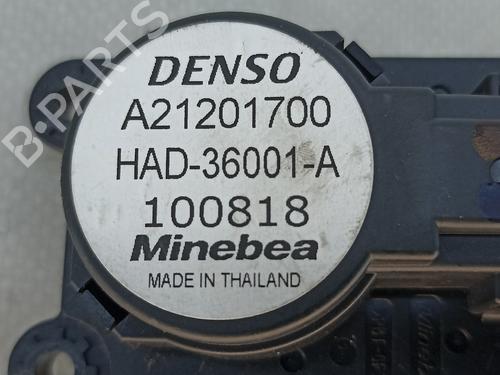 DENSO
A21201700
HAD-36001-A
100818
Minebea
MADE IN THAILAND
B-PARTS